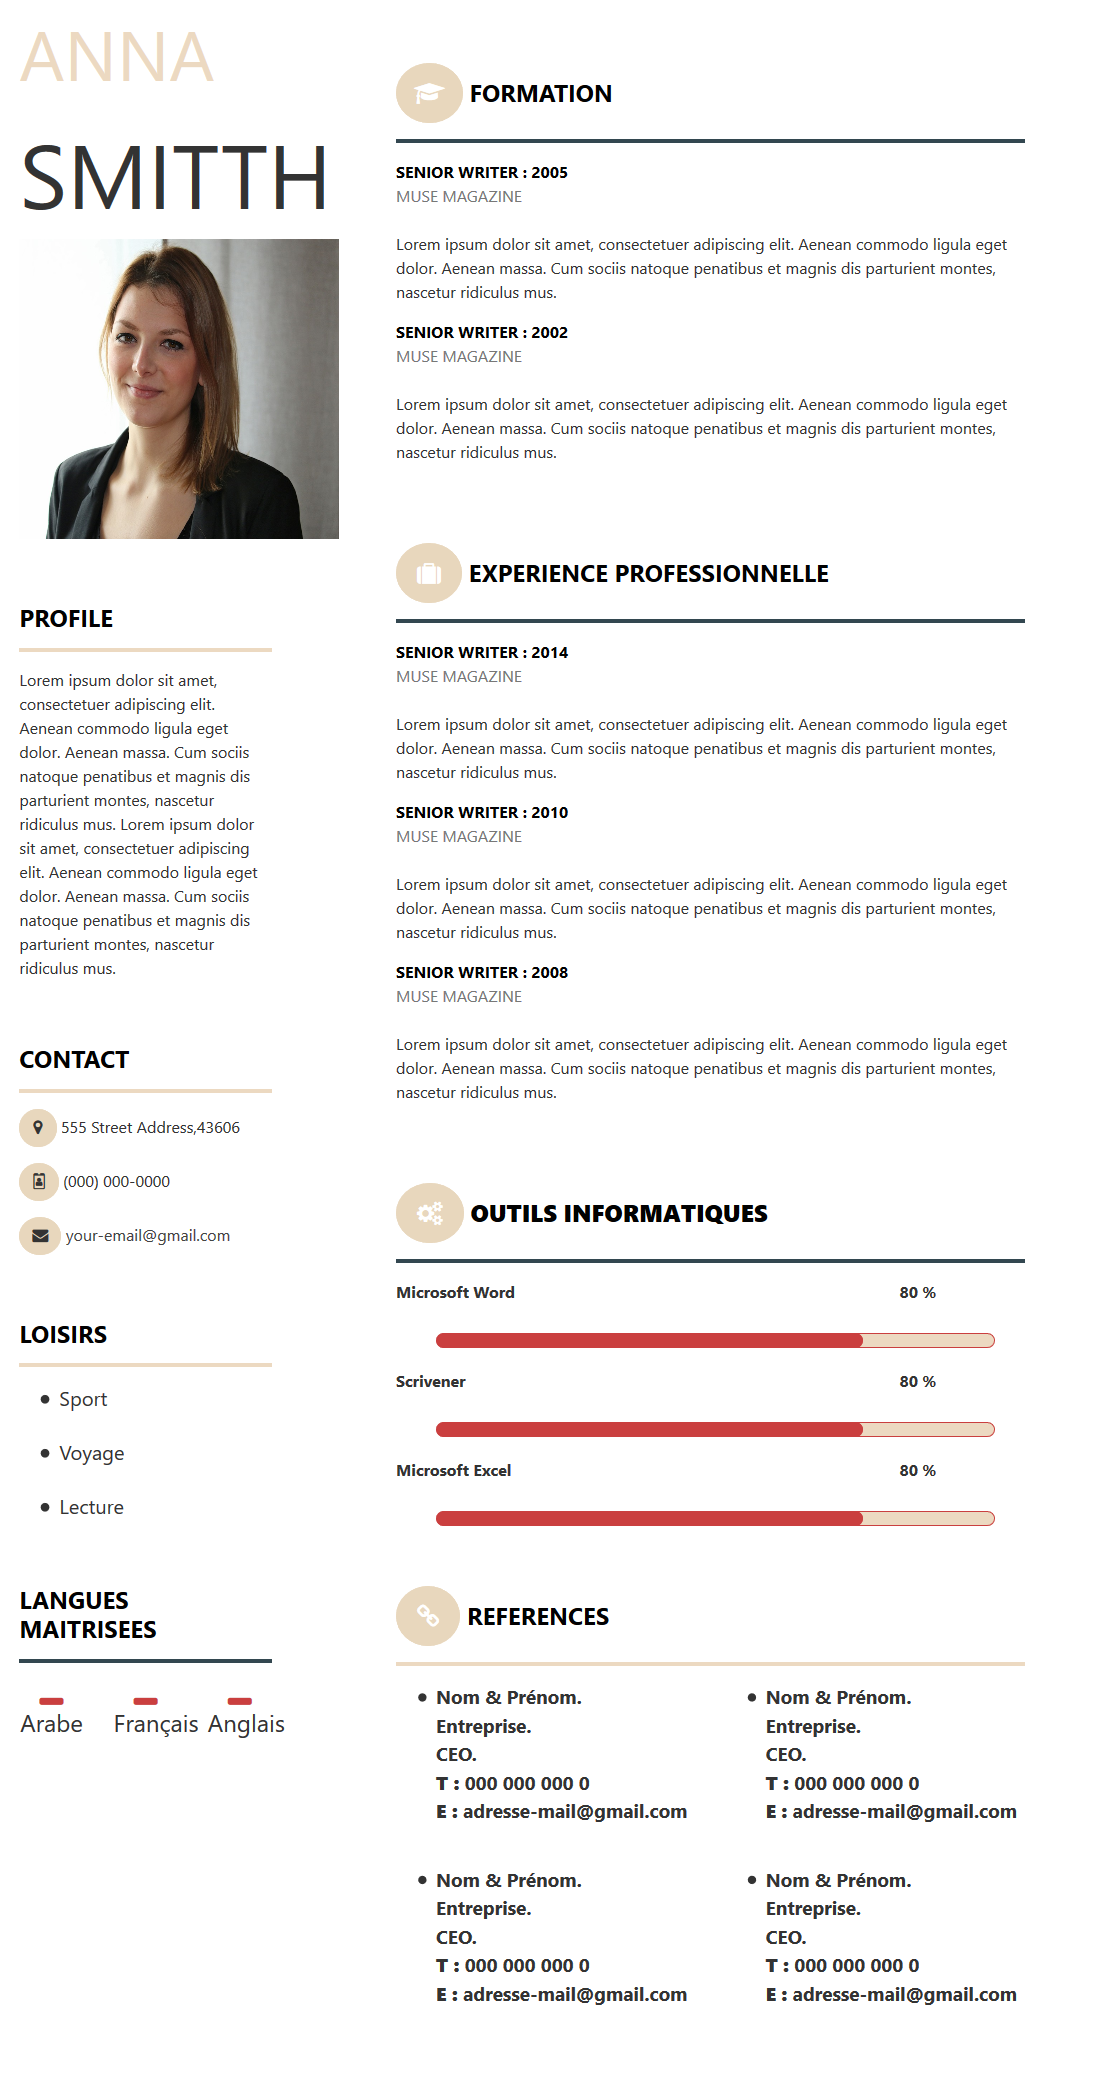 ANNA
SMITTH
PROFILE
Lorem ipsum dolor sit amet,
consectetuer adipiscing elit.
Aenean commodo ligula eget
dolor. Aenean massa. Cum sociis
natoque penatibus et magnis dis
parturient montes, nascetur
ridiculus mus. Lorem ipsum dolor
sit amet, consectetuer adipiscing
elit. Aenean commodo ligula eget
dolor. Aenean massa. Cum sociis
natoque penatibus et magnis dis
parturient montes, nascetur
ridiculus mus.
CONTACT
555 Street Address,43606
(000) 000-0000
your-email@gmail.com
LOISIRS
Sport
Voyage
Lecture
LANGUES
MAITRISEES
Arabe Français Anglais
FORMATION
SENIOR WRITER : 2005
MUSE MAGAZINE
Lorem ipsum dolor sit amet, consectetuer adipiscing elit. Aenean commodo ligula eget
dolor. Aenean massa. Cum sociis natoque penatibus et magnis dis parturient montes,
nascetur ridiculus mus.
SENIOR WRITER : 2002
MUSE MAGAZINE
Lorem ipsum dolor sit amet, consectetuer adipiscing elit. Aenean commodo ligula eget
dolor. Aenean massa. Cum sociis natoque penatibus et magnis dis parturient montes,
nascetur ridiculus mus.
EXPERIENCE PROFESSIONNELLE
SENIOR WRITER : 2014
MUSE MAGAZINE
Lorem ipsum dolor sit amet, consectetuer adipiscing elit. Aenean commodo ligula eget
dolor. Aenean massa. Cum sociis natoque penatibus et magnis dis parturient montes,
nascetur ridiculus mus.
SENIOR WRITER : 2010
MUSE MAGAZINE
Lorem ipsum dolor sit amet, consectetuer adipiscing elit. Aenean commodo ligula eget
dolor. Aenean massa. Cum sociis natoque penatibus et magnis dis parturient montes,
nascetur ridiculus mus.
SENIOR WRITER : 2008
MUSE MAGAZINE
Lorem ipsum dolor sit amet, consectetuer adipiscing elit. Aenean commodo ligula eget
dolor. Aenean massa. Cum sociis natoque penatibus et magnis dis parturient montes,
nascetur ridiculus mus.
OUTILS INFORMATIQUES
Microsoft Word 80 %
Scrivener 80 %
Microsoft Excel 80 %
REFERENCES
Nom & Prénom.
Entreprise.
CEO.
T : 000 000 000 0
E : adresse-mail@gmail.com
Nom & Prénom.
Entreprise.
CEO.
T : 000 000 000 0
E : adresse-mail@gmail.com
Nom & Prénom.
Entreprise.
CEO.
T : 000 000 000 0
E : adresse-mail@gmail.com
Nom & Prénom.
Entreprise.
CEO.
T : 000 000 000 0
E : adresse-mail@gmail.com